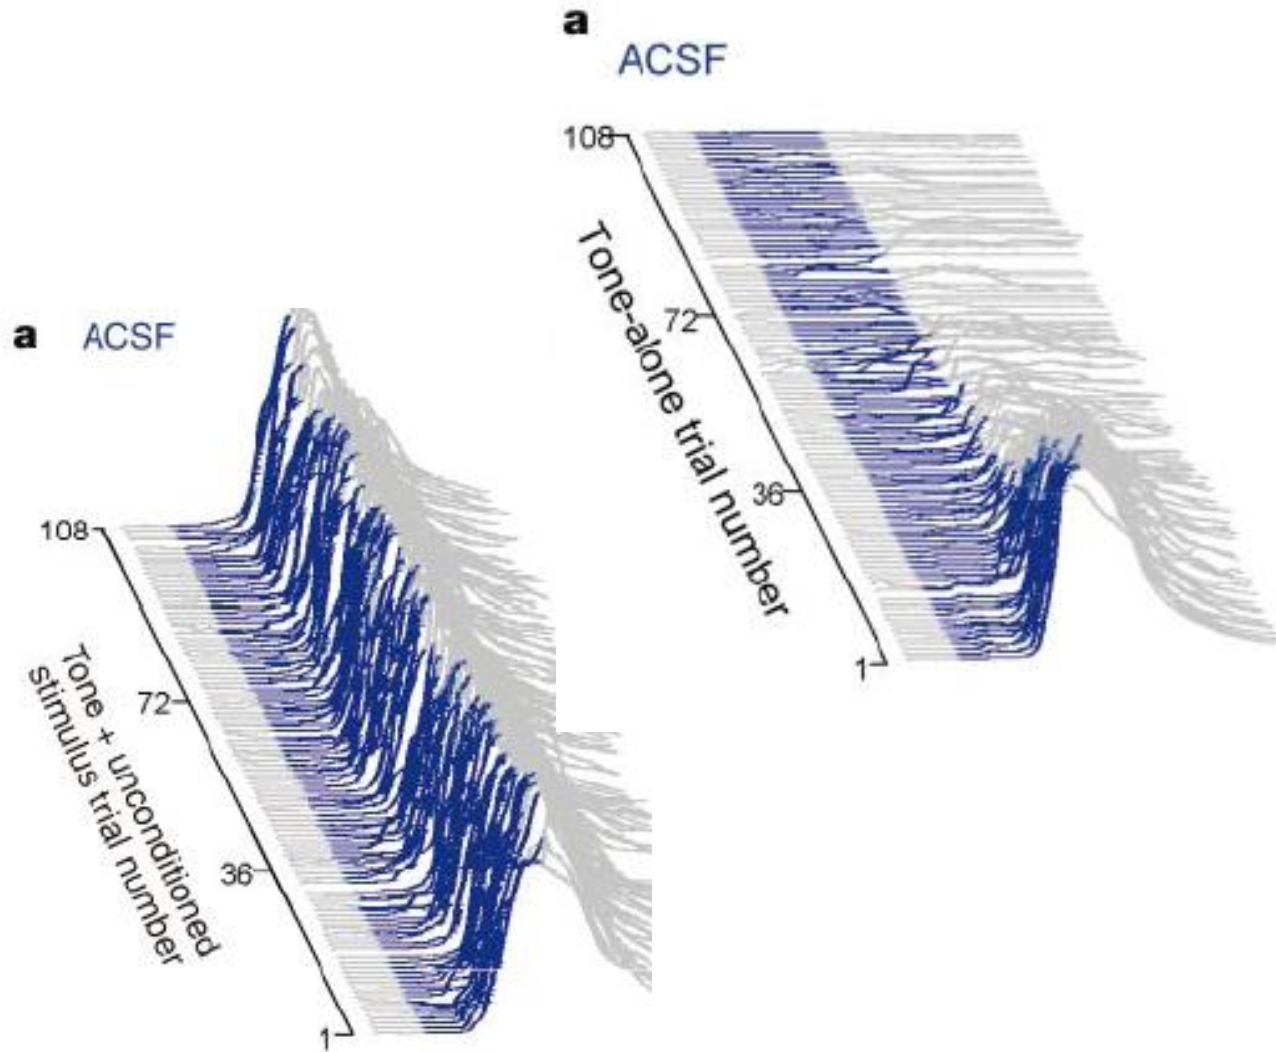 a
ACSF
108
72
36
1
Tone + unconditioned
stimulus trial number
a
ACSF
108
72
36
1
Tone-alone trial number